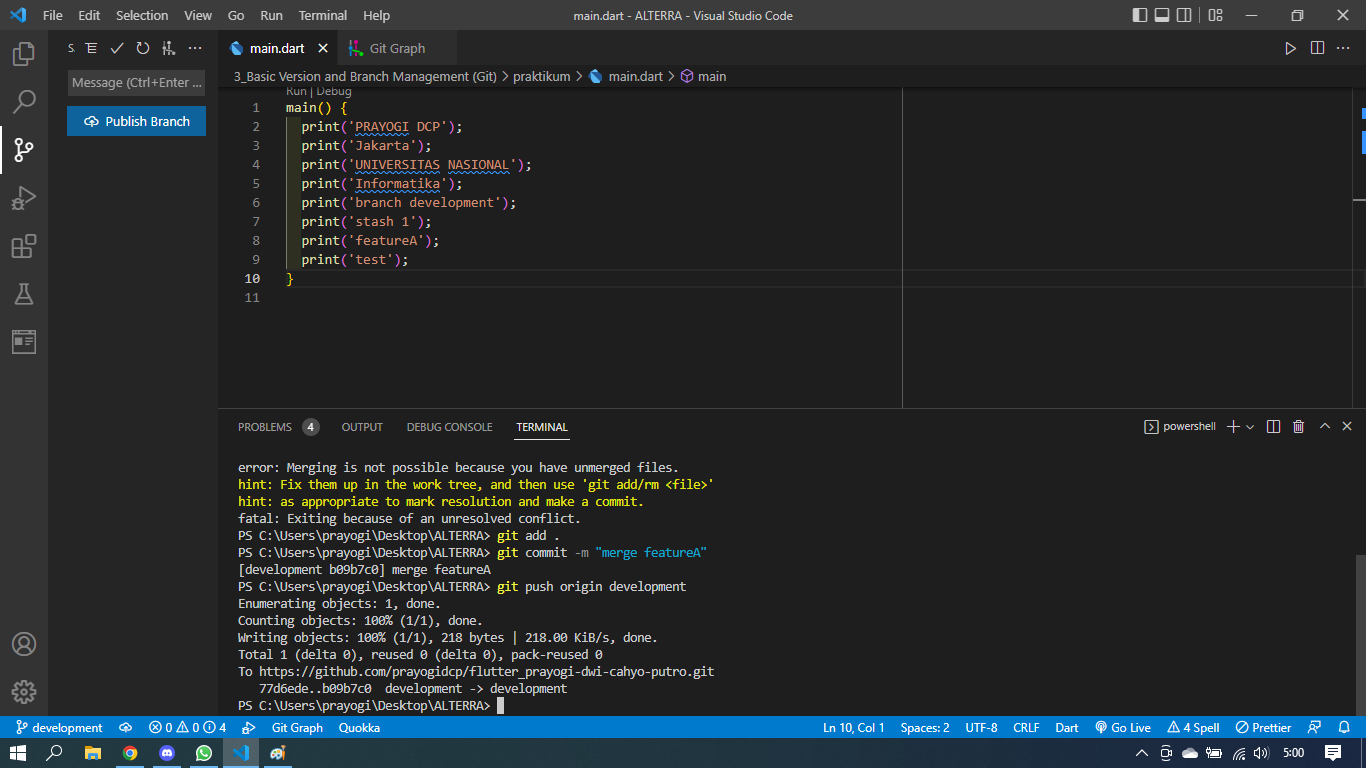 File Edit Selection View Go Run Terminal Help
main.dart - ALTERRA - Visual Studio Code
S.
Message (Ctrl+Enter ...
Publish Branch
main.dart
Git Graph
3_Basic Version and Branch Management (Git) > praktikum > main.dart > main
Run | Debug
1 main() {
2 print('PRAYOGI DCP');
3 print('Jakarta');
4 print('UNIVERSITAS NASIONAL');
5 print('Informatika');
6 print('branch development');
7 print('stash 1');
8 print('featureA');
9 print('test');
10 }
11
PROBLEMS 4 OUTPUT DEBUG CONSOLE TERMINAL
powershell
error: Merging is not possible because you have unmerged files.
hint: Fix them up in the work tree, and then use 'git add/rm <file>'
hint: as appropriate to mark resolution and make a commit.
fatal: Exiting because of an unresolved conflict.
PS C:\Users\prayogi\Desktop\ALTERRA> git add .
PS C:\Users\prayogi\Desktop\ALTERRA> git commit -m "merge featureA"
[development b09b7c0] merge featureA
PS C:\Users\prayogi\Desktop\ALTERRA> git push origin development
Enumerating objects: 1, done.
Counting objects: 100% (1/1), done.
Writing objects: 100% (1/1), 218 bytes | 218.00 KiB/s, done.
Total 1 (delta 0), reused 0 (delta 0), pack-reused 0
To https://github.com/prayogidcp/flutter_prayogi-dwi-cahyo-putro.git
77d6ede..b09b7c0 development -> development
PS C:\Users\prayogi\Desktop\ALTERRA>
development 0 0 4 Git Graph Quokka
Ln 10, Col 1 Spaces: 2 UTF-8 CRLF Dart Go Live 4 Spell Prettier
5:00